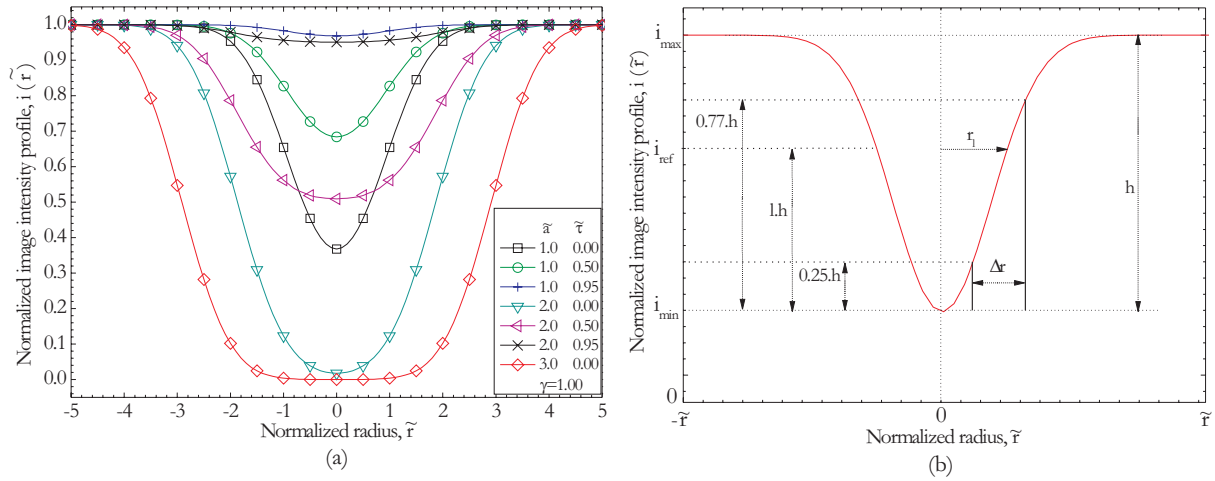 Normalized image intensity profile, i ( r̃ )
1.0
0.9
0.8
0.7
0.6
0.5
0.4
0.3
0.2
0.1
0.0
ã τ̃
1.0 0.00
1.0 0.50
1.0 0.95
2.0 0.00
2.0 0.50
2.0 0.95
3.0 0.00
γ=1.00
-5 -4 -3 -2 -1 0 1 2 3 4 5
Normalized radius, r̃
(a)
Normalized image intensity profile, i ( r̃ )
i_max
0.77.h
r_l
i_ref
h
l.h
0.25.h
Δr
i_min
0
-r̃ 0 r̃
Normalized radius, r̃
(b)